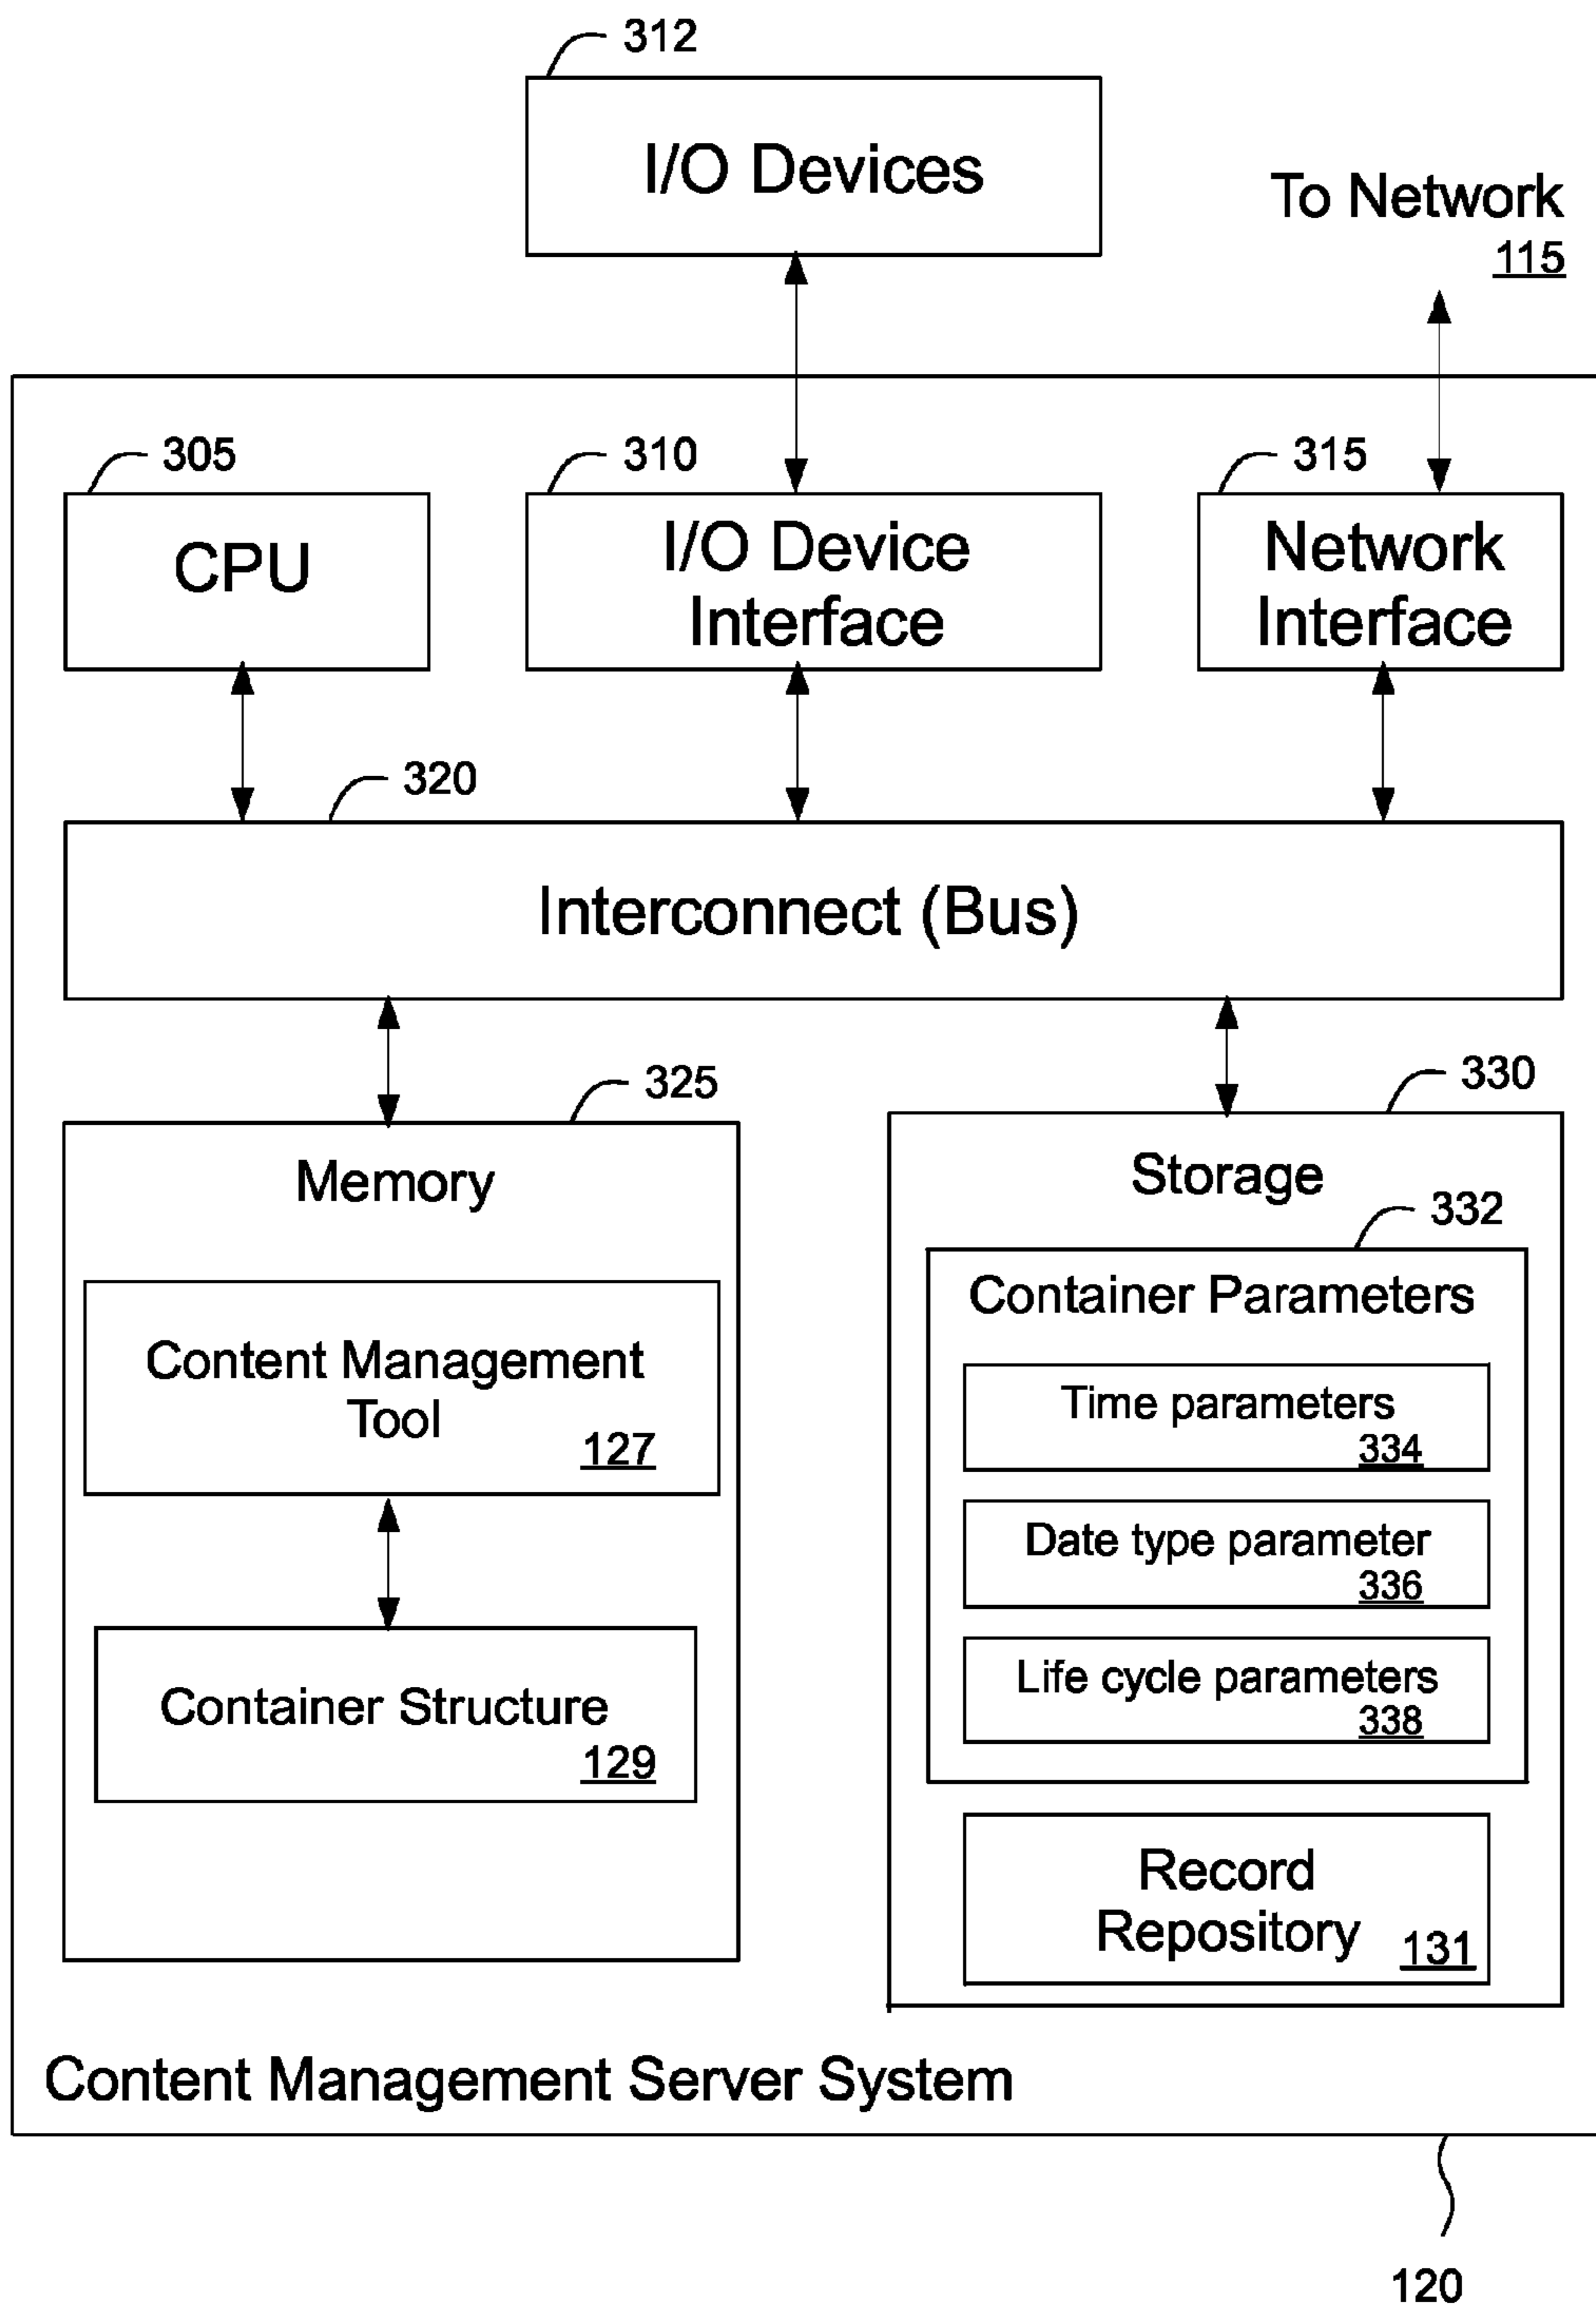 312
I/O Devices
To Network
115
305
310
315
CPU
I/O Device
Interface
Network
Interface
320
Interconnect (Bus)
325
330
Memory
Storage
332
Content Management
Tool
127
Container Structure
129
Container Parameters
Time parameters
334
Date type parameter
336
Life cycle parameters
338
Record
Repository
131
Content Management Server System
120